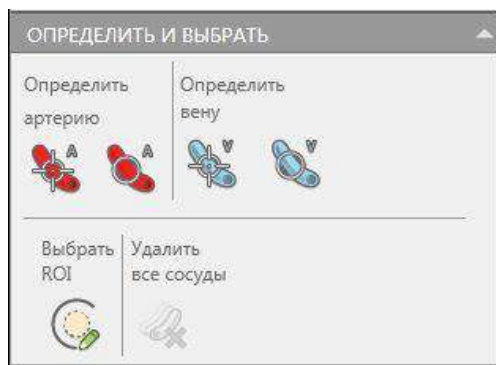 ОПРЕДЕЛИТЬ И ВЫБРАТЬ
Определить
артерию
A
A
Определить
вену
V
V
Выбрать
ROI
Удалить
все сосуды